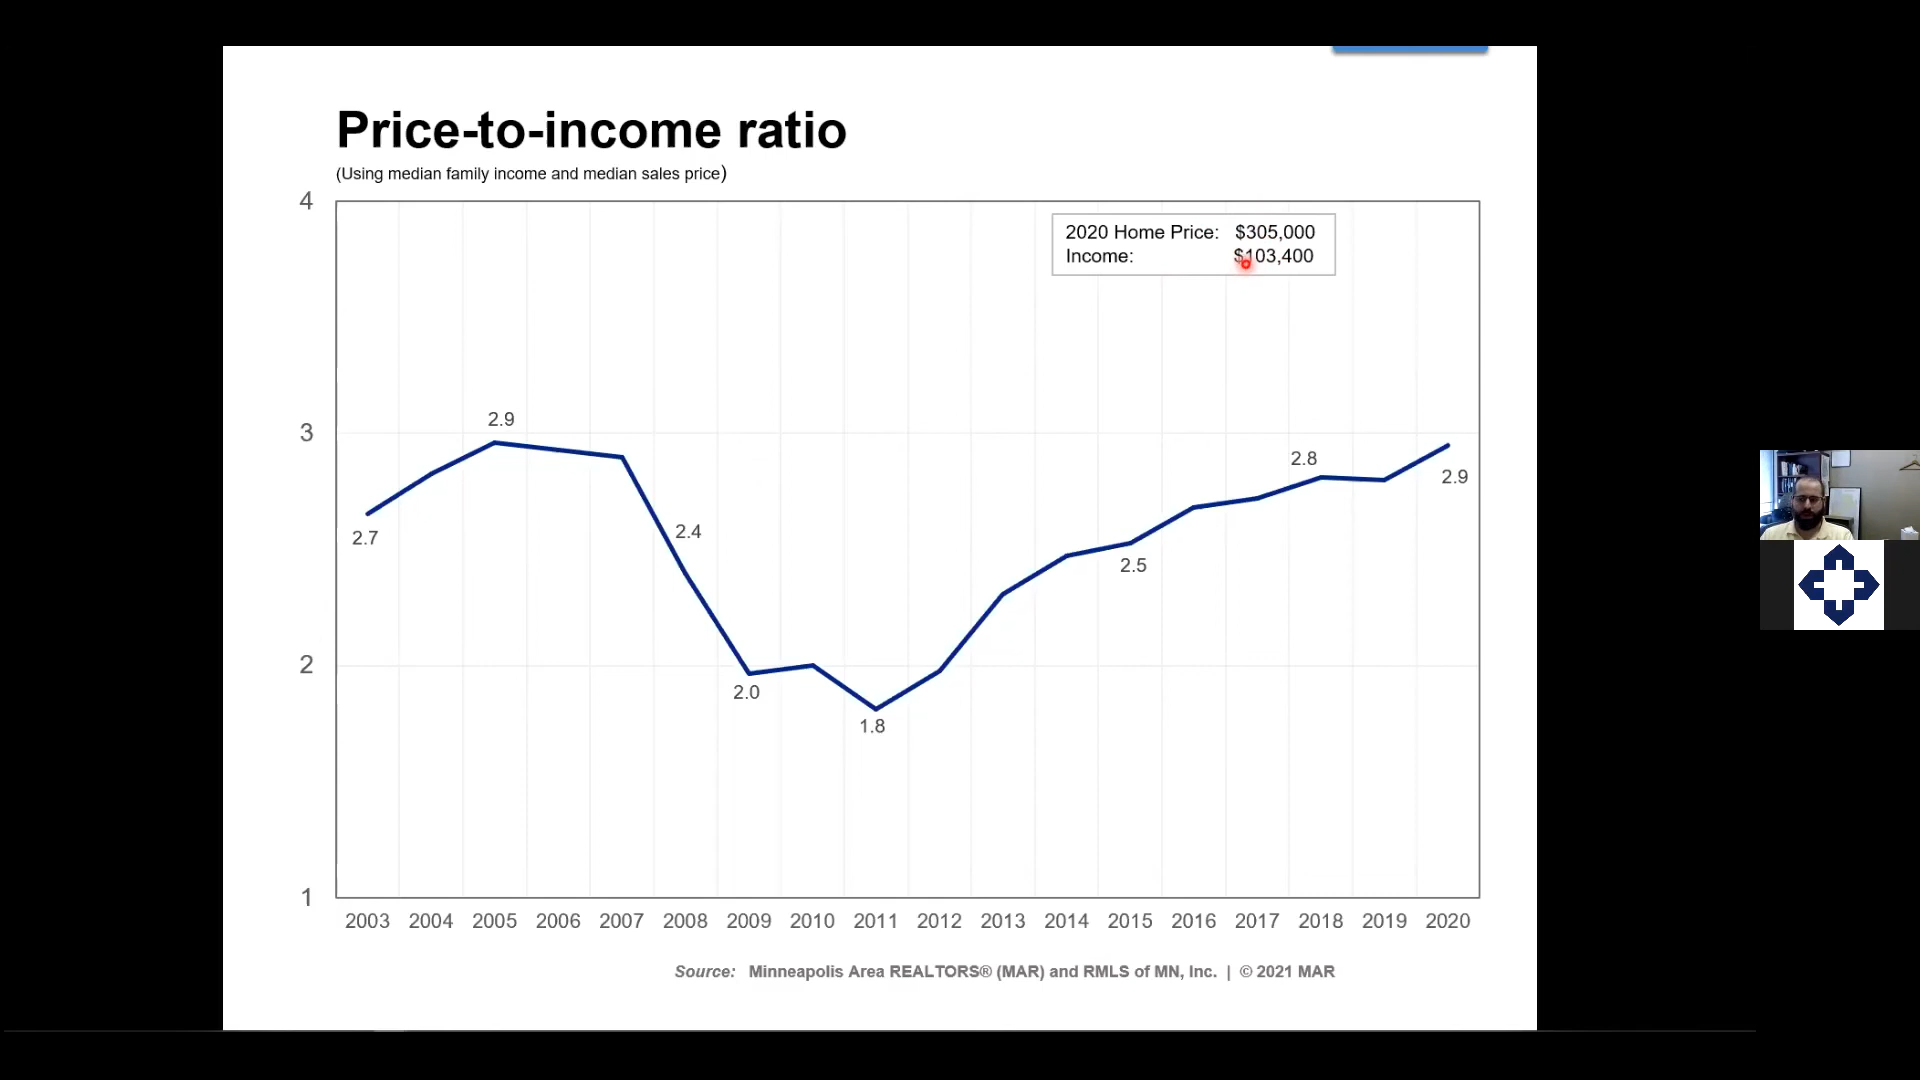 Price-to-income ratio
(Using median family income and median sales price)
4
2020 Home Price: $305,000
Income: $103,400
3
2.9
2.8
2.9
2.7
2.4
2.5
2
2.0
1.8
1
2003 2004 2005 2006 2007 2008 2009 2010 2011 2012 2013 2014 2015 2016 2017 2018 2019 2020
Source: Minneapolis Area REALTORS® (MAR) and RMLS of MN, Inc. | © 2021 MAR